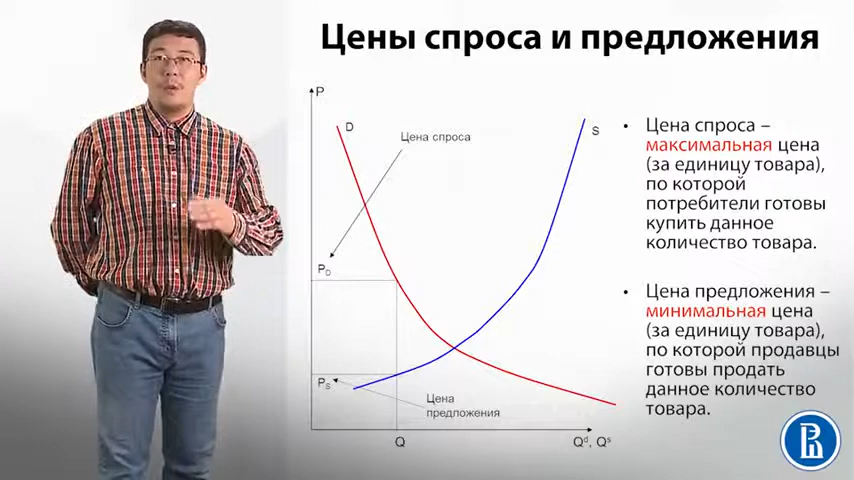 Цены спроса и предложения
P
D
Цена спроса
S
P_D
P_S
Цена
предложения
Q
Qᵈ, Qˢ
• Цена спроса –
максимальная цена
(за единицу товара),
по которой
потребители готовы
купить данное
количество товара.
• Цена предложения –
минимальная цена
(за единицу товара),
по которой продавцы
готовы продать
данное количество
товара.